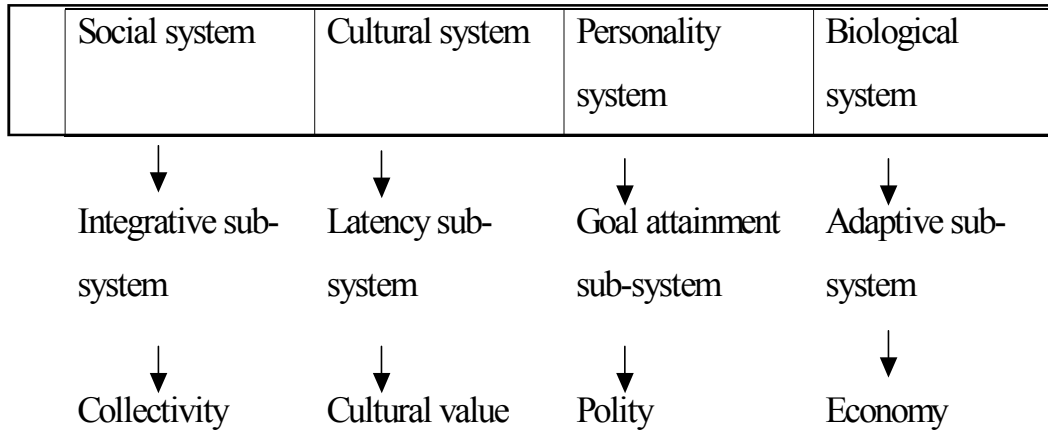 Social system
Cultural system
Personality
system
Biological
system
Integrative sub-
system
Latency sub-
system
Goal attainment
sub-system
Adaptive sub-
system
Collectivity
Cultural value
Polity
Economy